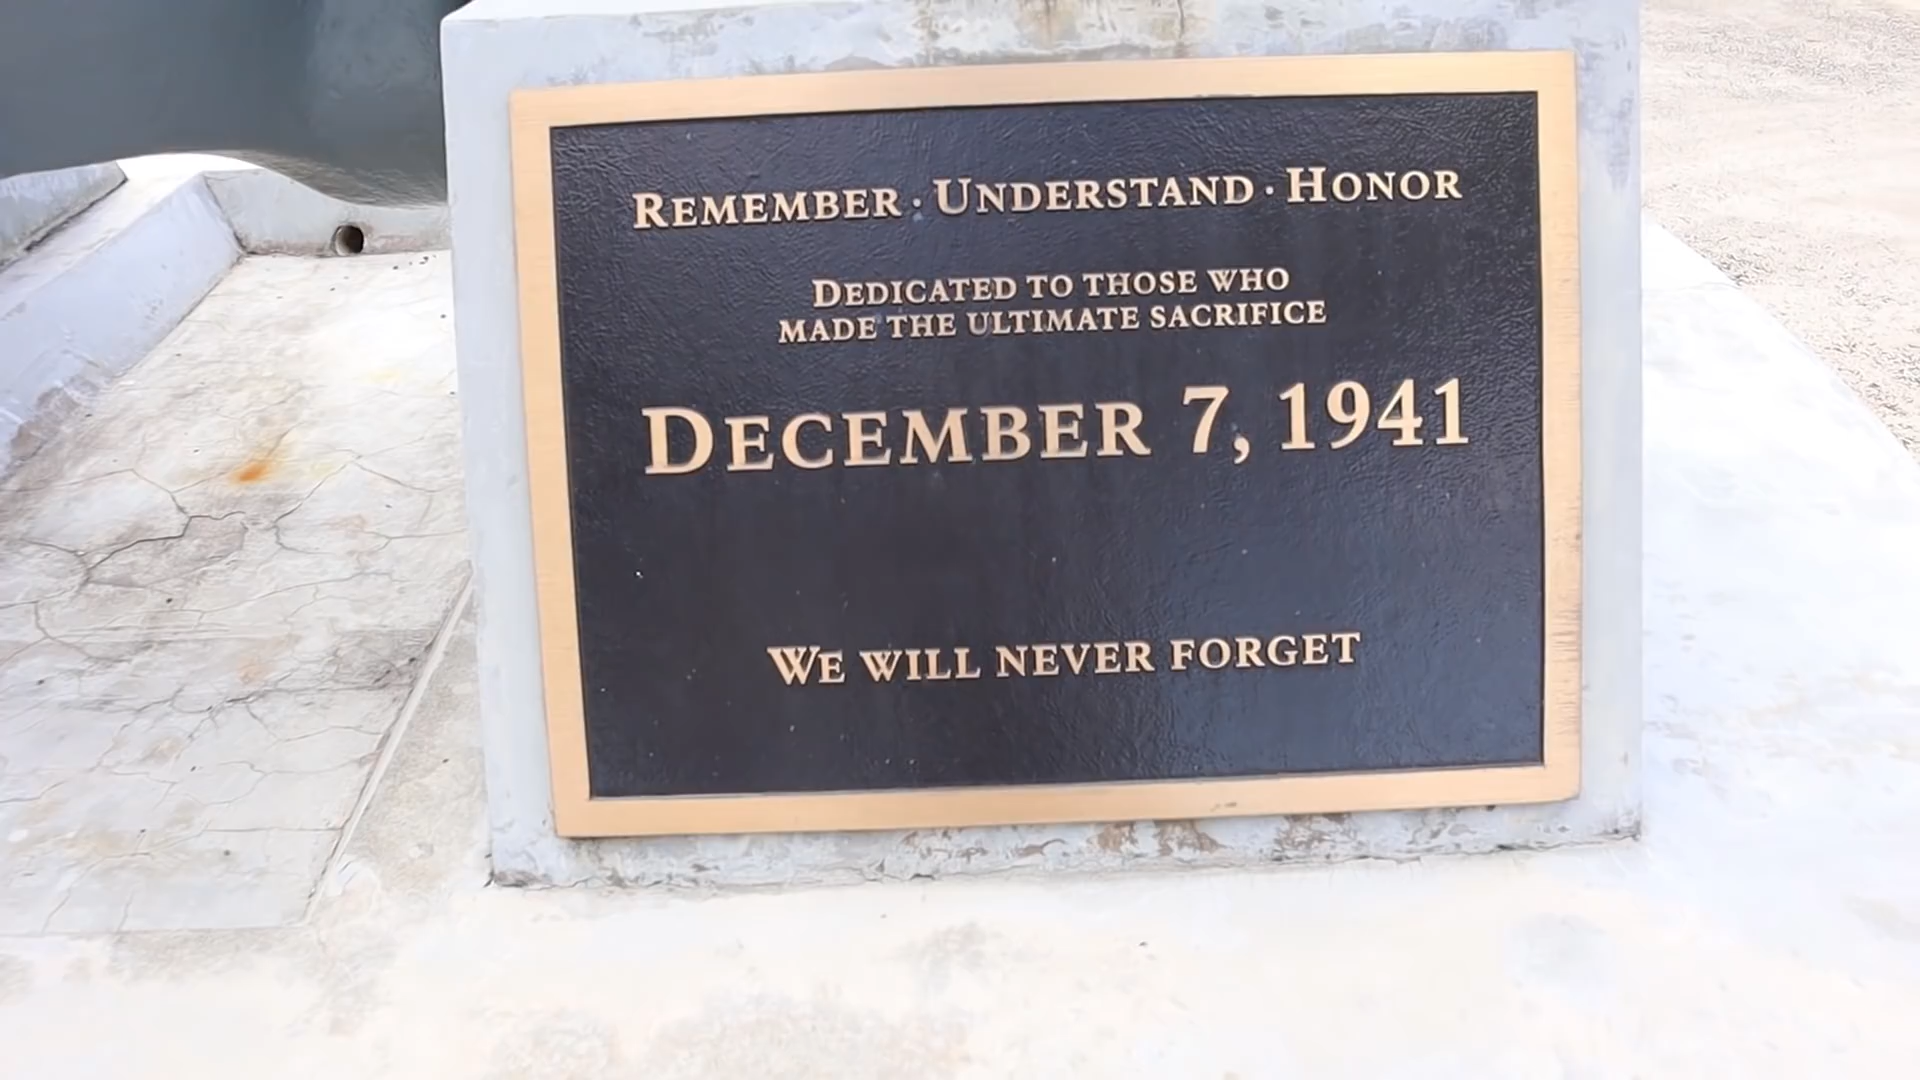 REMEMBER · UNDERSTAND · HONOR
DEDICATED TO THOSE WHO
MADE THE ULTIMATE SACRIFICE
DECEMBER 7, 1941
WE WILL NEVER FORGET